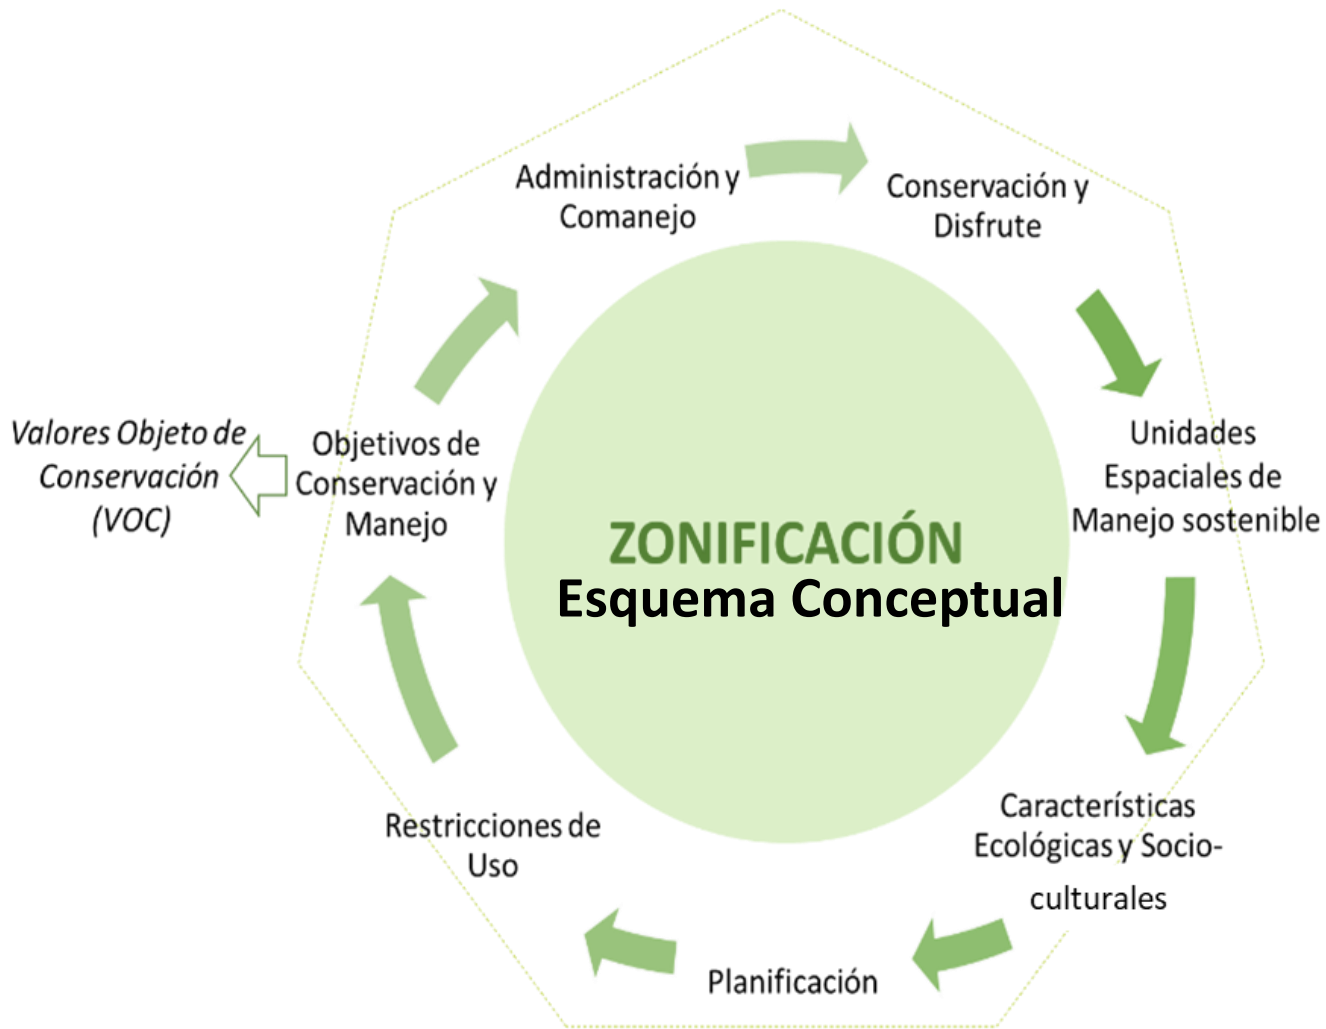 Administración y
Comanejo
Conservación y
Disfrute
Unidades
Espaciales de
Manejo sostenible
Características
Ecológicas y Socio-
culturales
Planificación
Restricciones de
Uso
Objetivos de
Conservación y
Manejo
Valores Objeto de
Conservación
(VOC)
ZONIFICACIÓN
Esquema Conceptual